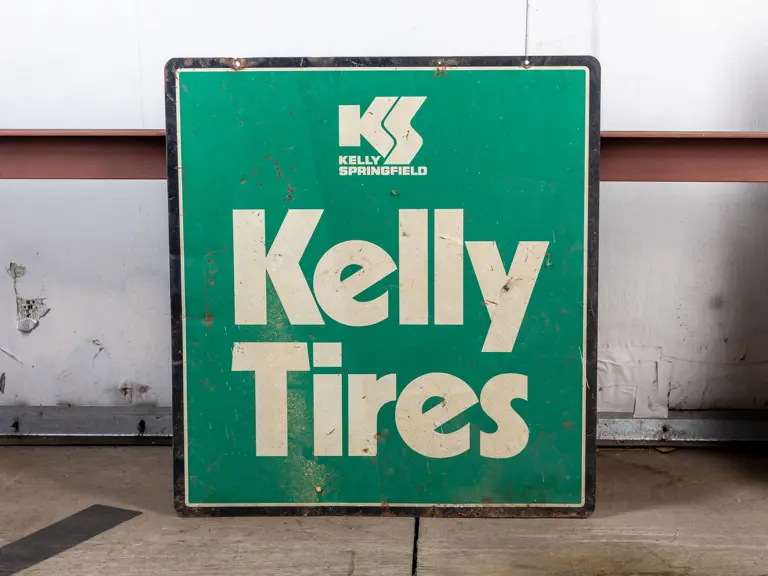 KS
KELLY
SPRINGFIELD
Kelly
Tires